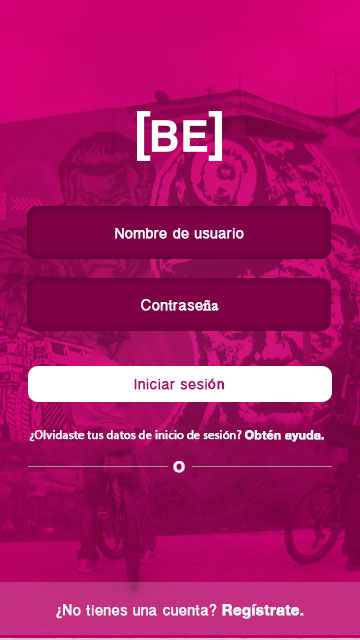 [BE]
Nombre de usuario
Contraseña
Iniciar sesión
¿Olvidaste tus datos de inicio de sesión? Obtén ayuda.
O
¿No tienes una cuenta? Regístrate.